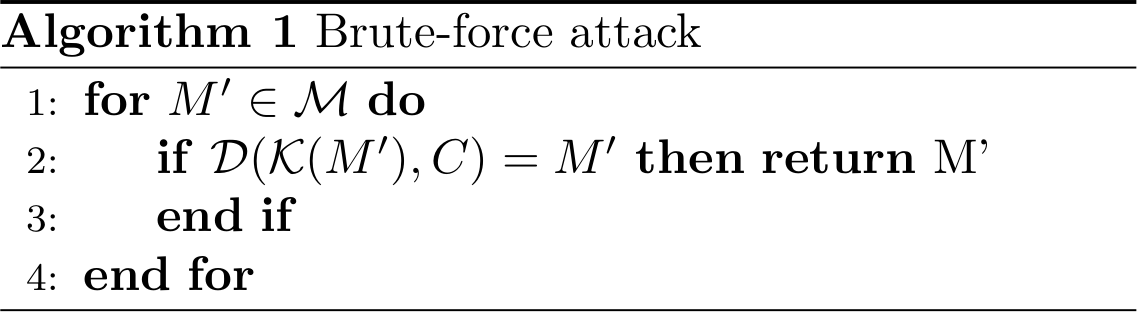 Algorithm 1 Brute-force attack
1: for M′ ∈ ℳ do
2: if 𝒟(𝒦(M′), C) = M′ then return M’
3: end if
4: end for